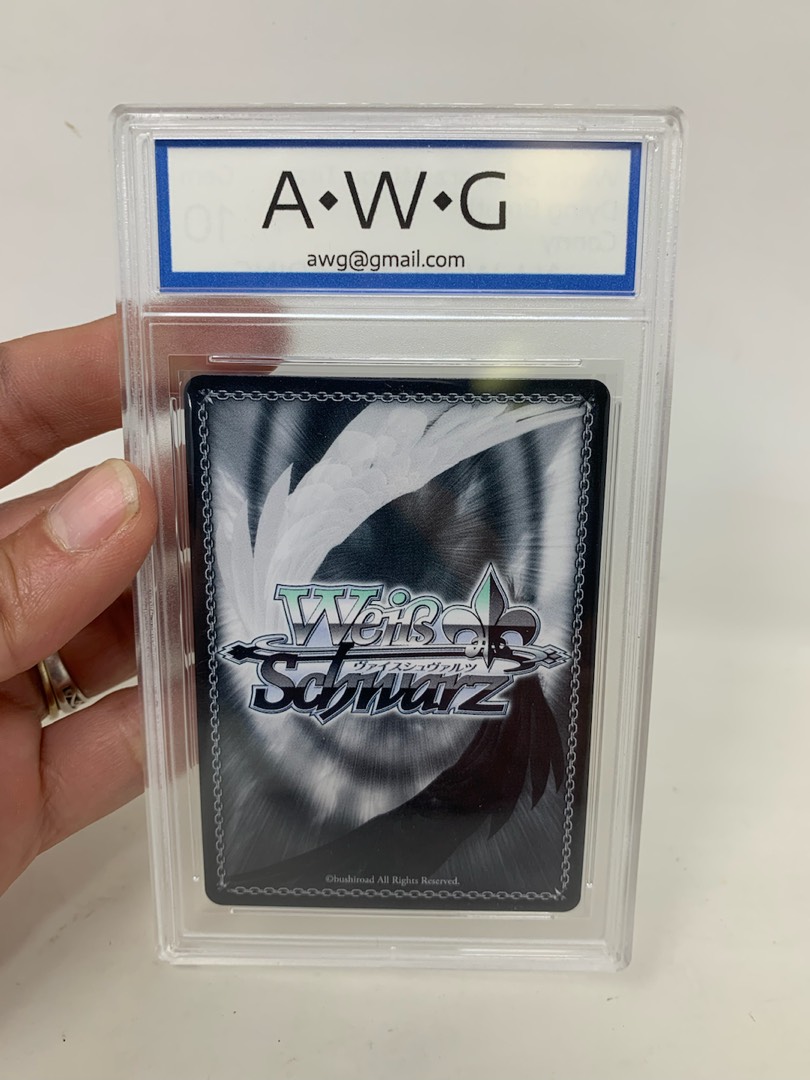 A◆W◆G
awg@gmail.com
Weiß
ヴァイスシュヴァルツ
Schwarz
©bushiroad All Rights Reserved.